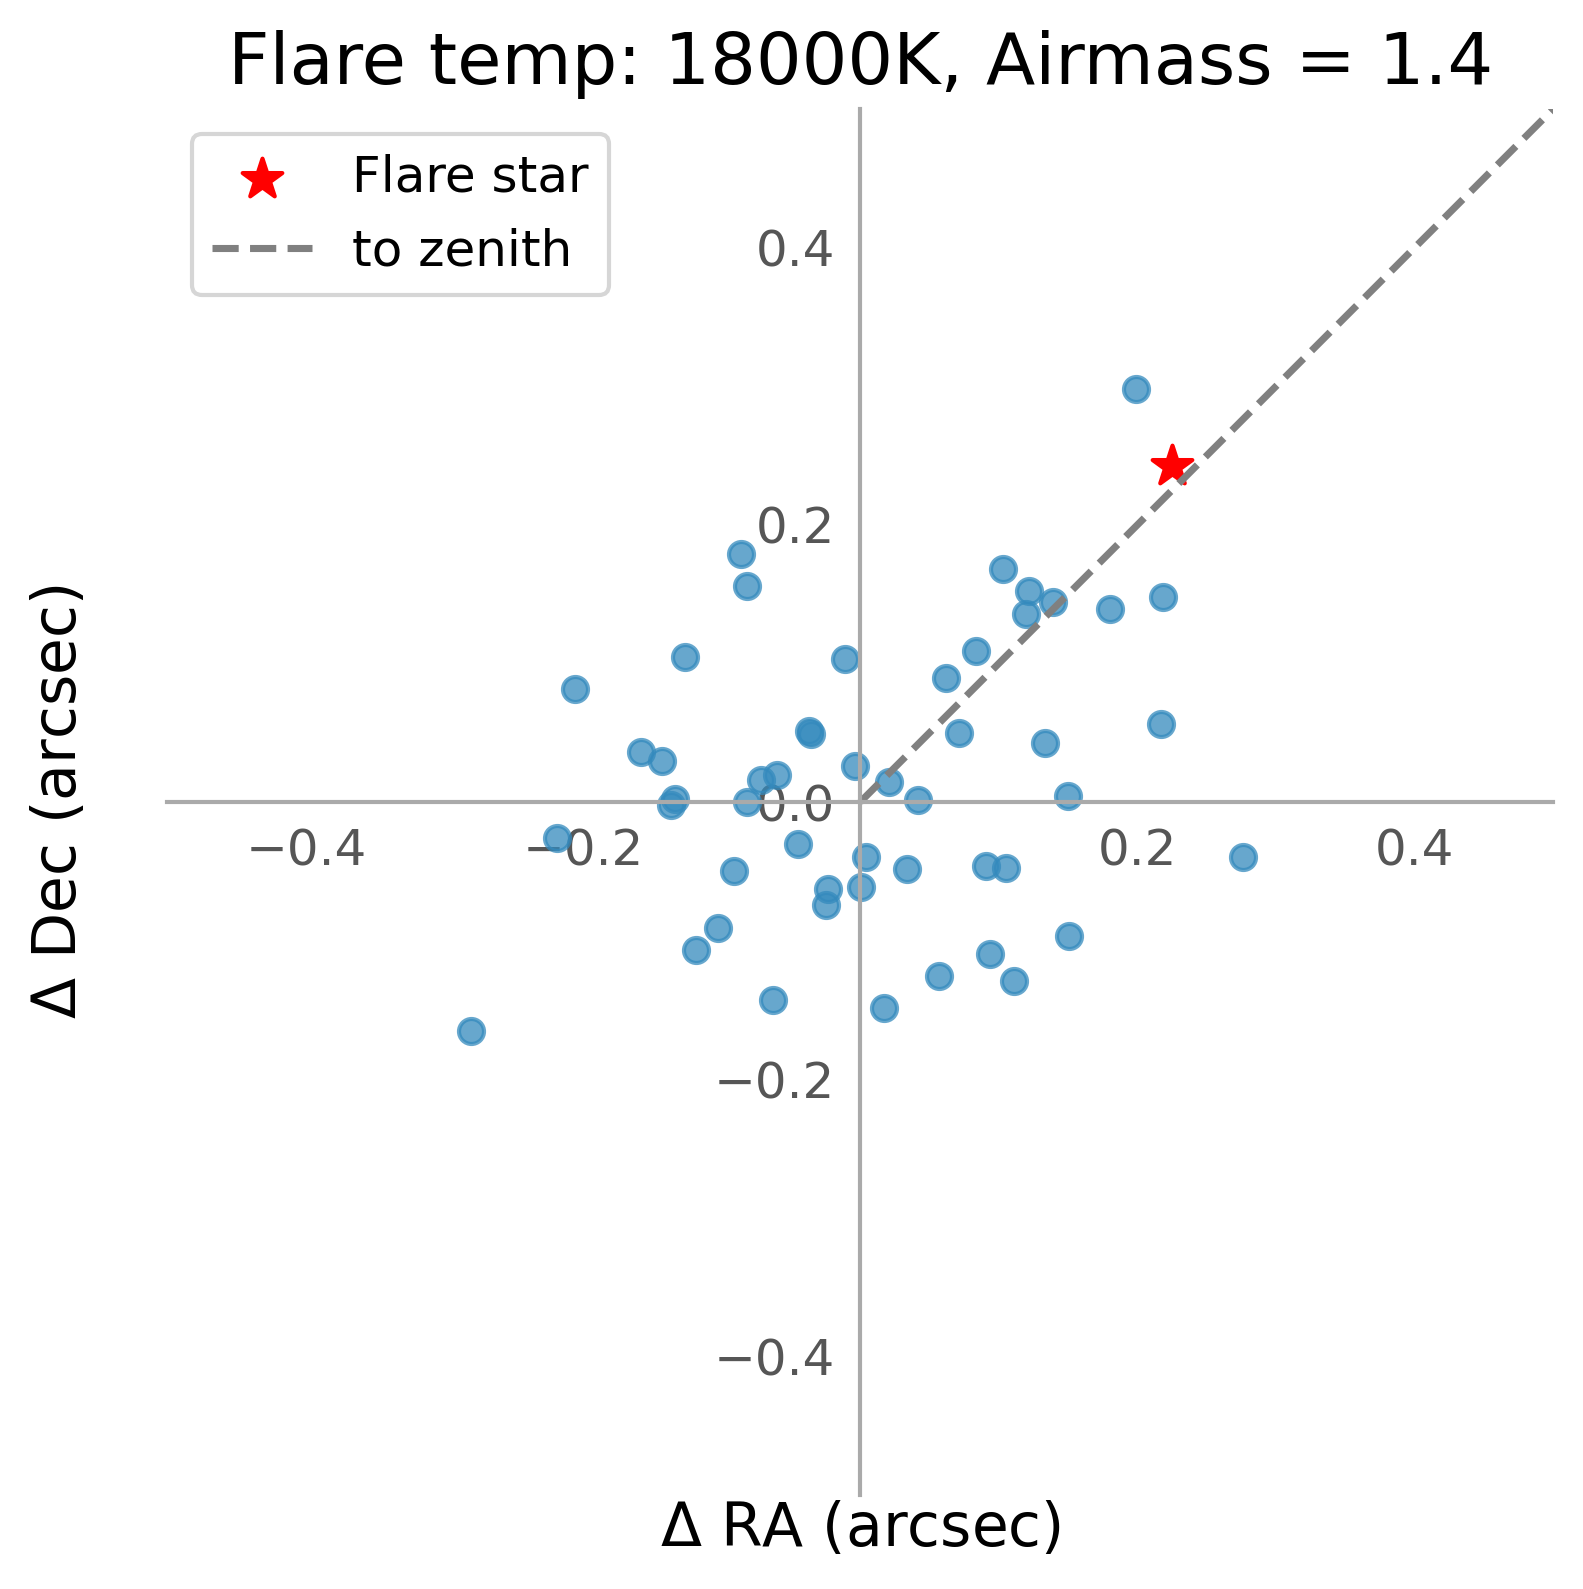 Flare temp: 18000K, Airmass = 1.4
Flare star
to zenith
0.4
0.2
0.0
−0.4
−0.2
0.2
0.4
−0.2
−0.4
Δ Dec (arcsec)
Δ RA (arcsec)